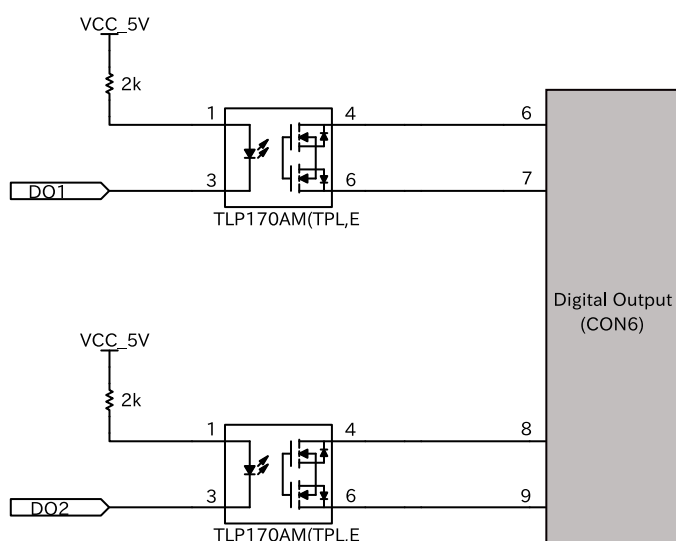 VCC_5V
2k
1
4
6
3
6
7
DO1
TLP170AM(TPL,E
Digital Output
(CON6)
VCC_5V
2k
1
4
8
3
6
9
DO2
TLP170AM(TPL,E